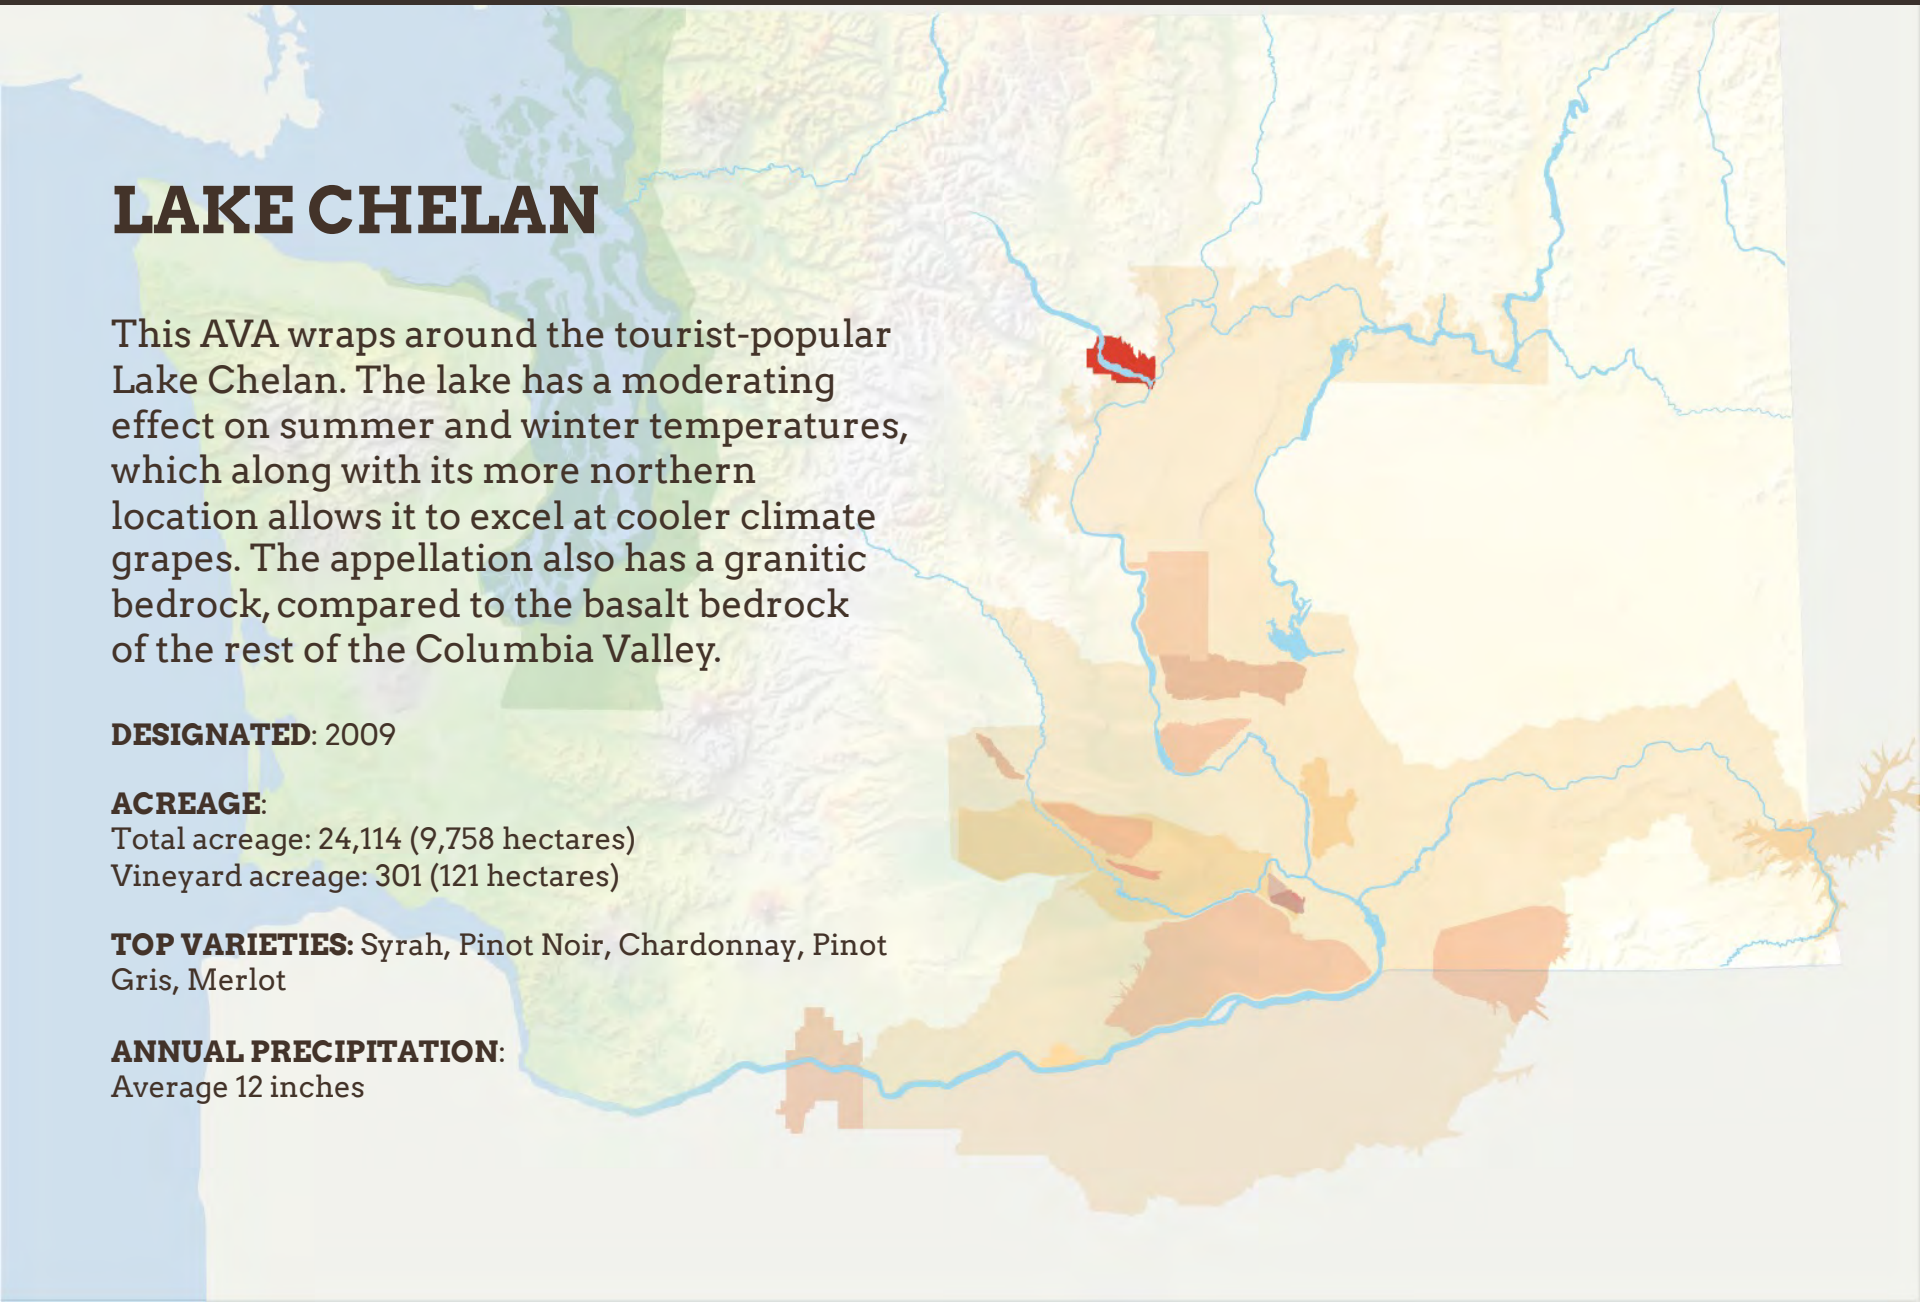 LAKE CHELAN
This AVA wraps around the tourist-popular
Lake Chelan. The lake has a moderating
effect on summer and winter temperatures,
which along with its more northern
location allows it to excel at cooler climate
grapes. The appellation also has a granitic
bedrock, compared to the basalt bedrock
of the rest of the Columbia Valley.
DESIGNATED: 2009
ACREAGE:
Total acreage: 24,114 (9,758 hectares)
Vineyard acreage: 301 (121 hectares)
TOP VARIETIES: Syrah, Pinot Noir, Chardonnay, Pinot
Gris, Merlot
ANNUAL PRECIPITATION:
Average 12 inches